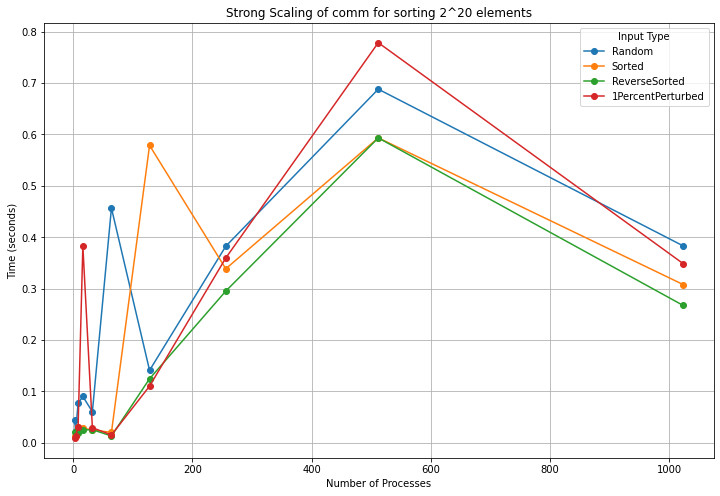 Strong Scaling of comm for sorting 2^20 elements
Input Type
Random
Sorted
ReverseSorted
1PercentPerturbed
Time (seconds)
0.8
0.7
0.6
0.5
0.4
0.3
0.2
0.1
0.0
0 200 400 600 800 1000
Number of Processes